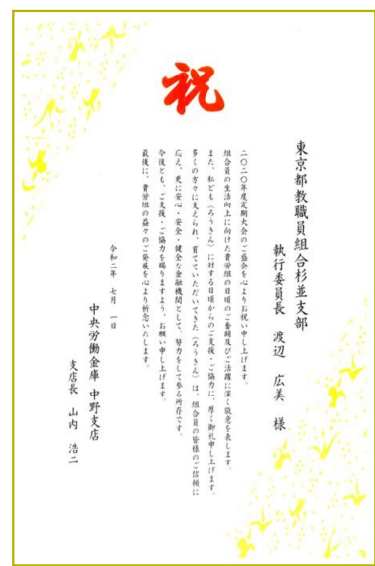 祝
東京都教職員組合杉並支部
執行委員長　渡辺　広美　様
二〇二〇年度定期大会のご盛会を心よりお祝い申し上げます。
組合員の生活向上に向けた貴労組の日頃のご奮闘及びご活躍に深く敬意を表します。
また、私ども〈ろうきん〉に対する日頃からのご支援・ご協力に、厚く御礼申し上げます。
多くの方々に支えられ、育てていただいてきた〈ろうきん〉は、組合員の皆様のご信頼に
応え、更に安心・安全・健全な金融機関として、努力をして参る所存です。
今後とも、ご支援・ご協力を賜りますよう、お願い申し上げます。
最後に、貴労組の益々のご発展を心より祈念いたします。
令和二年　七月　一日
中央労働金庫　中野支店
支店長　山内　浩二